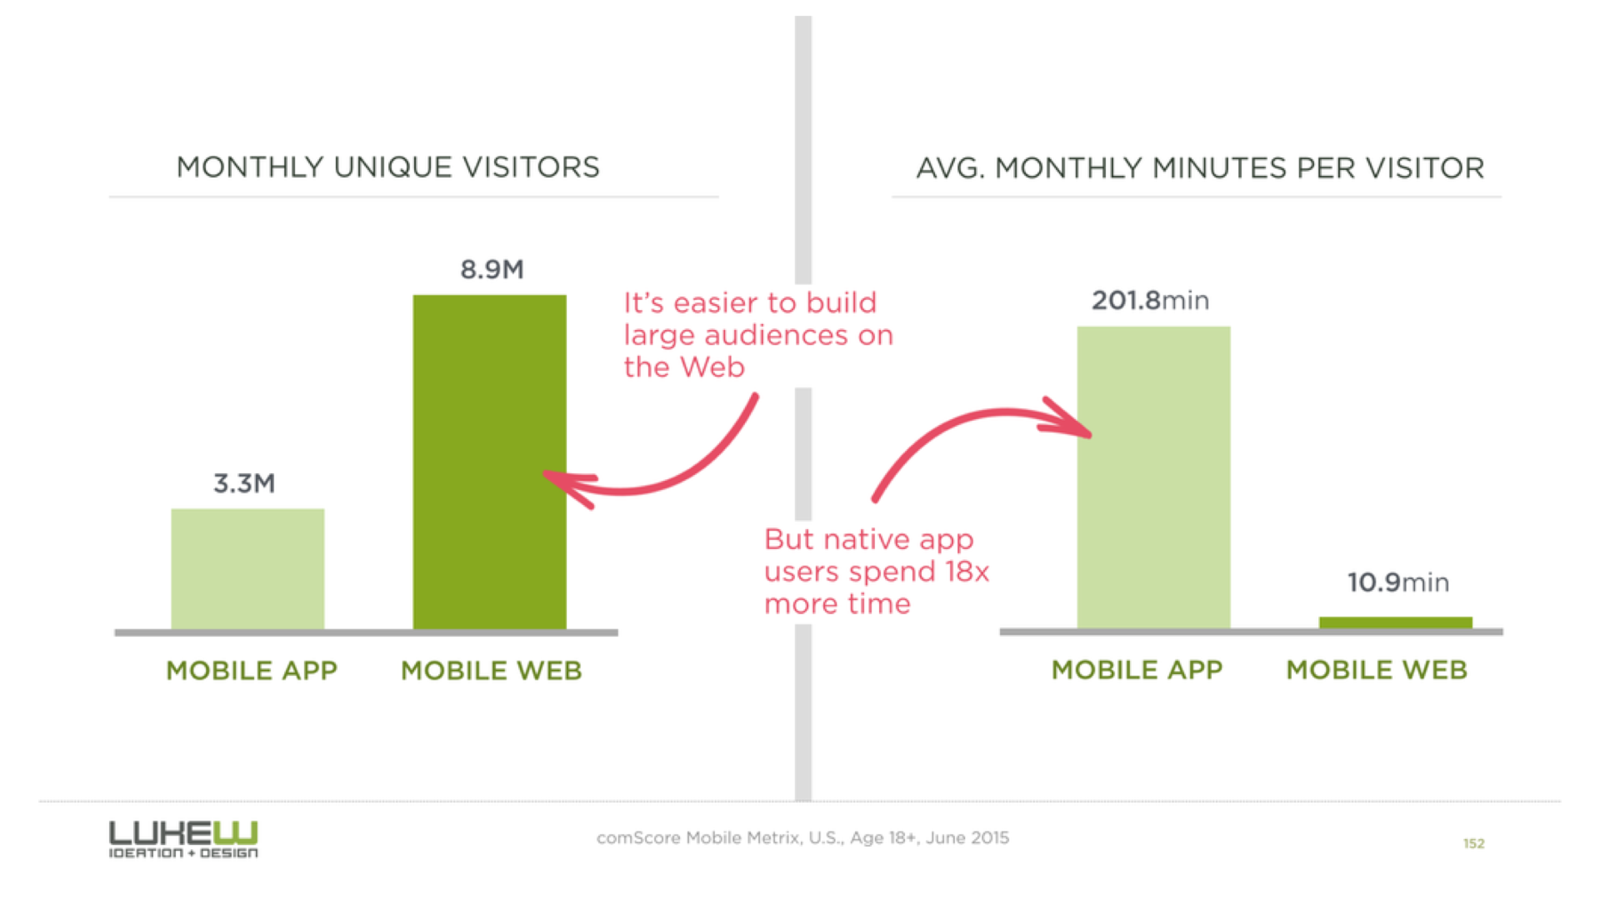 MONTHLY UNIQUE VISITORS
8.9M
3.3M
MOBILE APP
MOBILE WEB
It's easier to build
large audiences on
the Web
AVG. MONTHLY MINUTES PER VISITOR
201.8min
10.9min
MOBILE APP
MOBILE WEB
But native app
users spend 18x
more time
LUKEW
IDEATION + DESIGN
comScore Mobile Metrix, U.S., Age 18+, June 2015
152